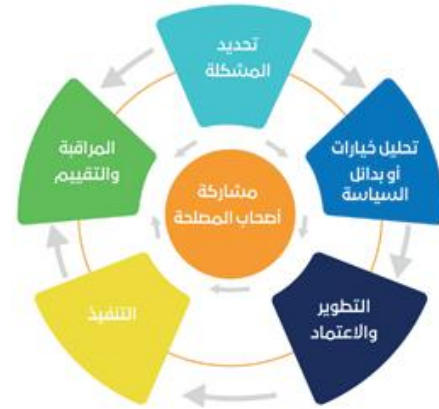 تحديد
المشكلة
تحليل خيارات
أو بدائل
السياسة
التطوير
والاعتماد
التنفيذ
المراقبة
والتقييم
مشاركة
أصحاب المصلحة